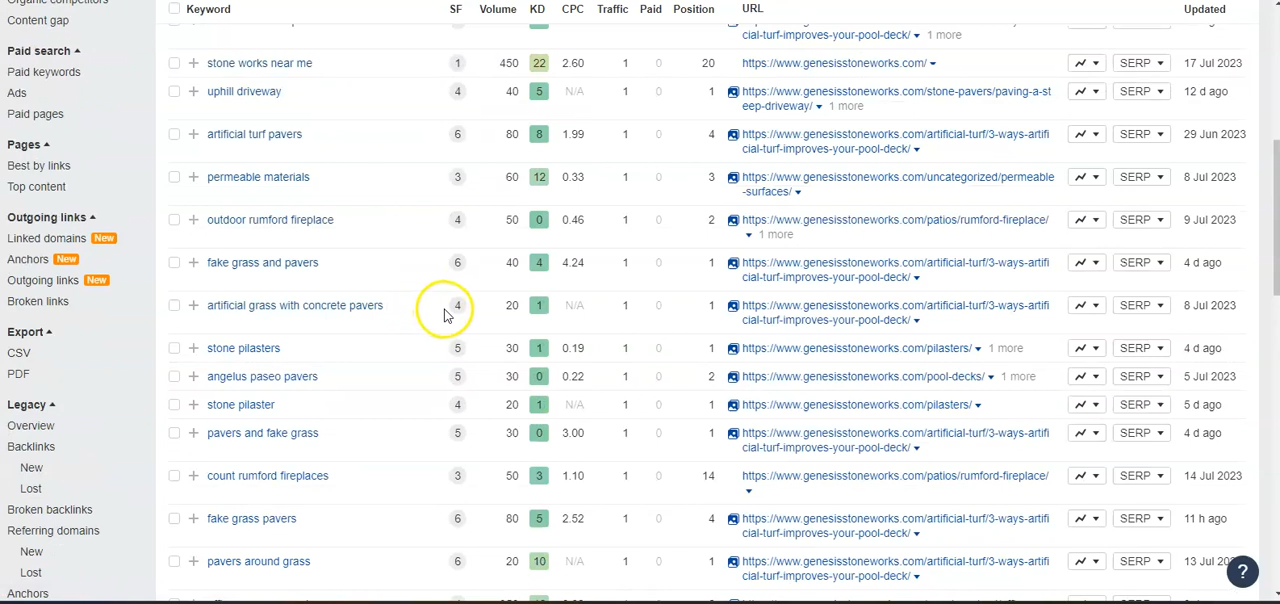 Organic competitors
Content gap
Paid search
Paid keywords
Ads
Paid pages
Pages
Best by links
Top content
Outgoing links
Linked domains New
Anchors New
Outgoing links New
Broken links
Export
CSV
PDF
Legacy
Overview
Backlinks
New
Lost
Broken backlinks
Referring domains
New
Lost
Anchors
Keyword SF Volume KD CPC Traffic Paid Position URL Updated
cial-turf-improves-your-pool-deck/ 1 more
stone works near me 1 450 22 2.60 1 0 20 https://www.genesisstoneworks.com/ SERP 17 Jul 2023
uphill driveway 4 40 5 N/A 1 0 1 https://www.genesisstoneworks.com/stone-pavers/paving-a-st SERP 12 d ago
eep-driveway/ 1 more
artificial turf pavers 6 80 8 1.99 1 0 4 https://www.genesisstoneworks.com/artificial-turf/3-ways-artifi SERP 29 Jun 2023
cial-turf-improves-your-pool-deck/
permeable materials 3 60 12 0.33 1 0 3 https://www.genesisstoneworks.com/uncategorized/permeable SERP 8 Jul 2023
-surfaces/
outdoor rumford fireplace 4 50 0 0.46 1 0 2 https://www.genesisstoneworks.com/patios/rumford-fireplace/ SERP 9 Jul 2023
1 more
fake grass and pavers 6 40 4 4.24 1 0 1 https://www.genesisstoneworks.com/artificial-turf/3-ways-artifi SERP 4 d ago
cial-turf-improves-your-pool-deck/
artificial grass with concrete pavers 4 20 1 N/A 1 0 1 https://www.genesisstoneworks.com/artificial-turf/3-ways-artifi SERP 8 Jul 2023
cial-turf-improves-your-pool-deck/
stone pilasters 5 30 1 0.19 1 0 1 https://www.genesisstoneworks.com/pilasters/ 1 more SERP 4 d ago
angelus paseo pavers 5 30 0 0.22 1 0 2 https://www.genesisstoneworks.com/pool-decks/ 1 more SERP 5 Jul 2023
stone pilaster 4 20 1 N/A 1 0 1 https://www.genesisstoneworks.com/pilasters/ SERP 5 d ago
pavers and fake grass 5 30 0 3.00 1 0 1 https://www.genesisstoneworks.com/artificial-turf/3-ways-artifi SERP 4 d ago
cial-turf-improves-your-pool-deck/
count rumford fireplaces 3 50 3 1.10 1 0 14 https://www.genesisstoneworks.com/patios/rumford-fireplace/ SERP 14 Jul 2023
fake grass pavers 6 80 5 2.52 1 0 4 https://www.genesisstoneworks.com/artificial-turf/3-ways-artifi SERP 11 h ago
cial-turf-improves-your-pool-deck/
pavers around grass 6 20 10 N/A 1 0 1 https://www.genesisstoneworks.com/artificial-turf/3-ways-artifi SERP 13 Jul 20
cial-turf-improves-your-pool-deck/
?